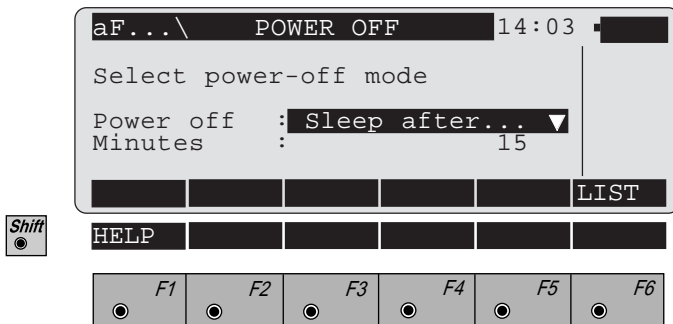 aF...\ POWER OFF 14:03
Select power-off mode
Power off : Sleep after...
Minutes : 15
LIST
Shift
HELP
F1 F2 F3 F4 F5 F6